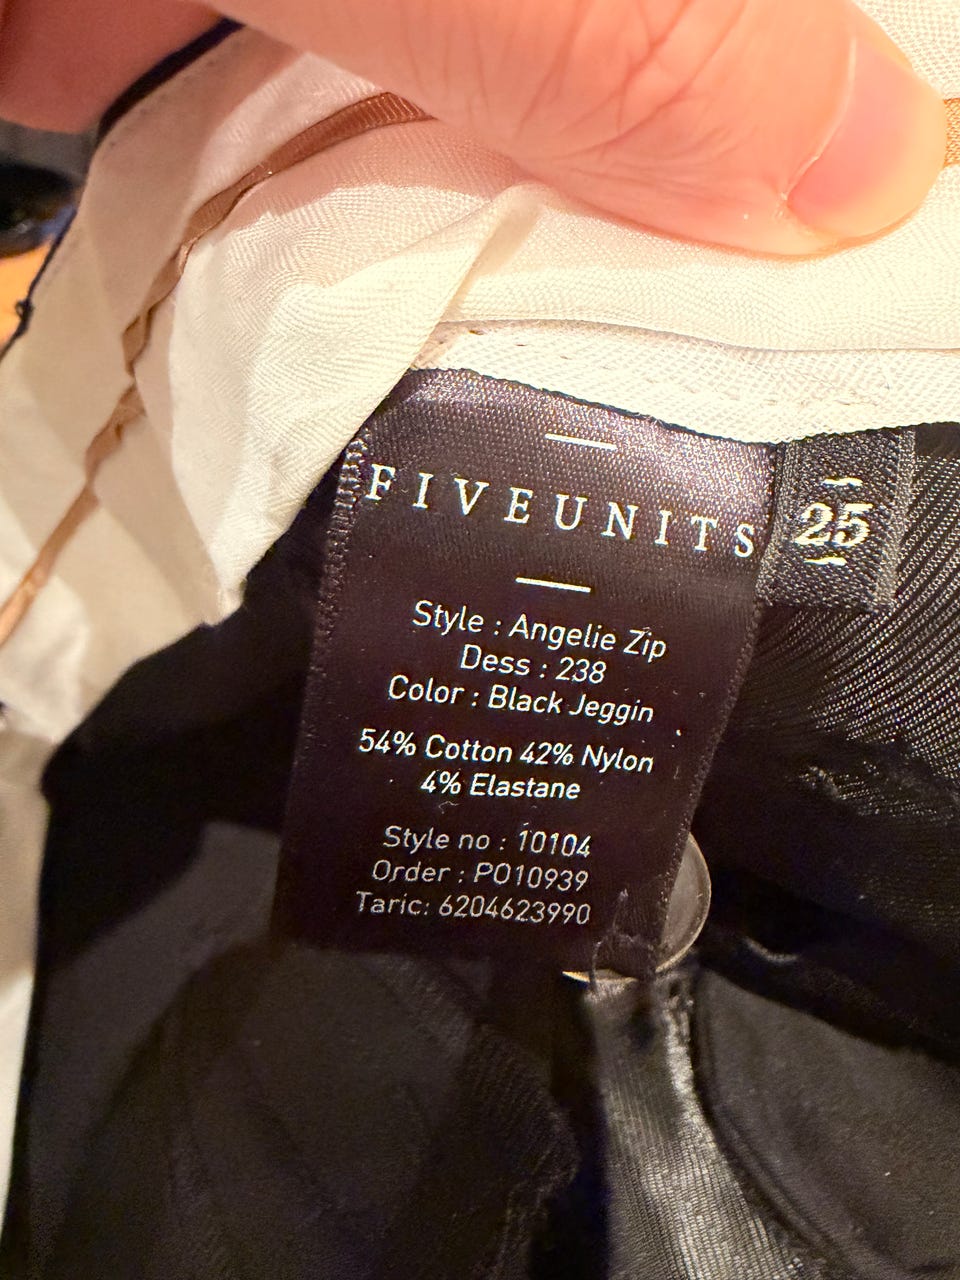 FIVEUNITS
25
Style : Angelie Zip
Dess : 238
Color : Black Jeggin
54% Cotton 42% Nylon
4% Elastane
Style no : 10104
Order : PO10939
Taric: 6204623990